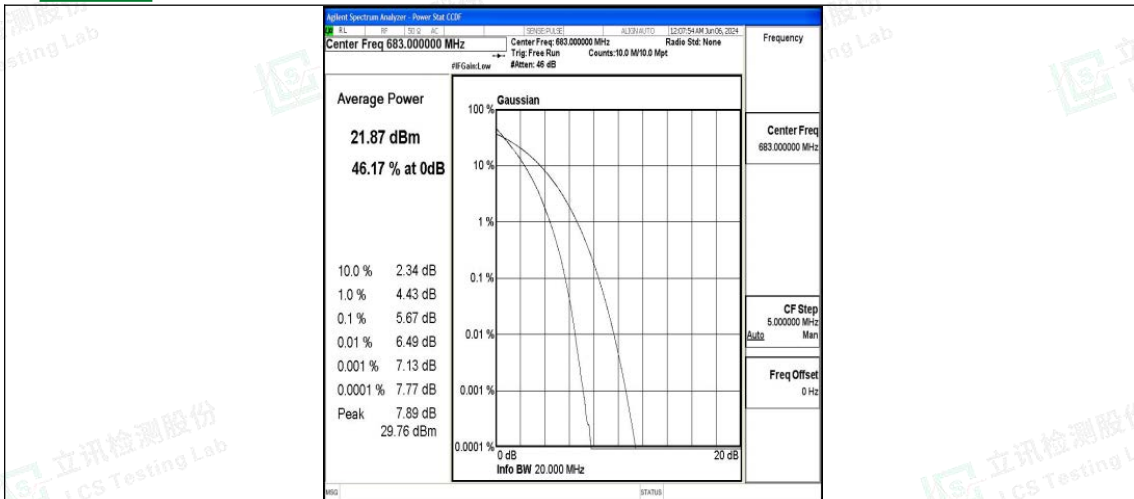 Agilent Spectrum Analyzer - Power Stat CCDF
RL RF 50 Ω AC SENSE:PULSE ALIGN AUTO 12:07:54 AM Jun 06, 2024
Center Freq 683.000000 MHz
Center Freq: 683.000000 MHz
Radio Std: None
Trig: Free Run
Counts:10.0 M/10.0 Mpt
#IFGain:Low
#Atten: 46 dB
Frequency
Average Power
21.87 dBm
46.17 % at 0dB
10.0 % 2.34 dB
1.0 % 4.43 dB
0.1 % 5.67 dB
0.01 % 6.49 dB
0.001 % 7.13 dB
0.0001 % 7.77 dB
Peak 7.89 dB
29.76 dBm
Gaussian
100 %
10 %
1 %
0.1 %
0.01 %
0.001 %
0.0001 %
0 dB
20 dB
Info BW 20.000 MHz
Center Freq
683.000000 MHz
CF Step
5.000000 MHz
Auto Man
Freq Offset
0 Hz
MSG
STATUS
立讯检测股份
LCS Testing Lab
立讯检测股份
LCS Testing Lab